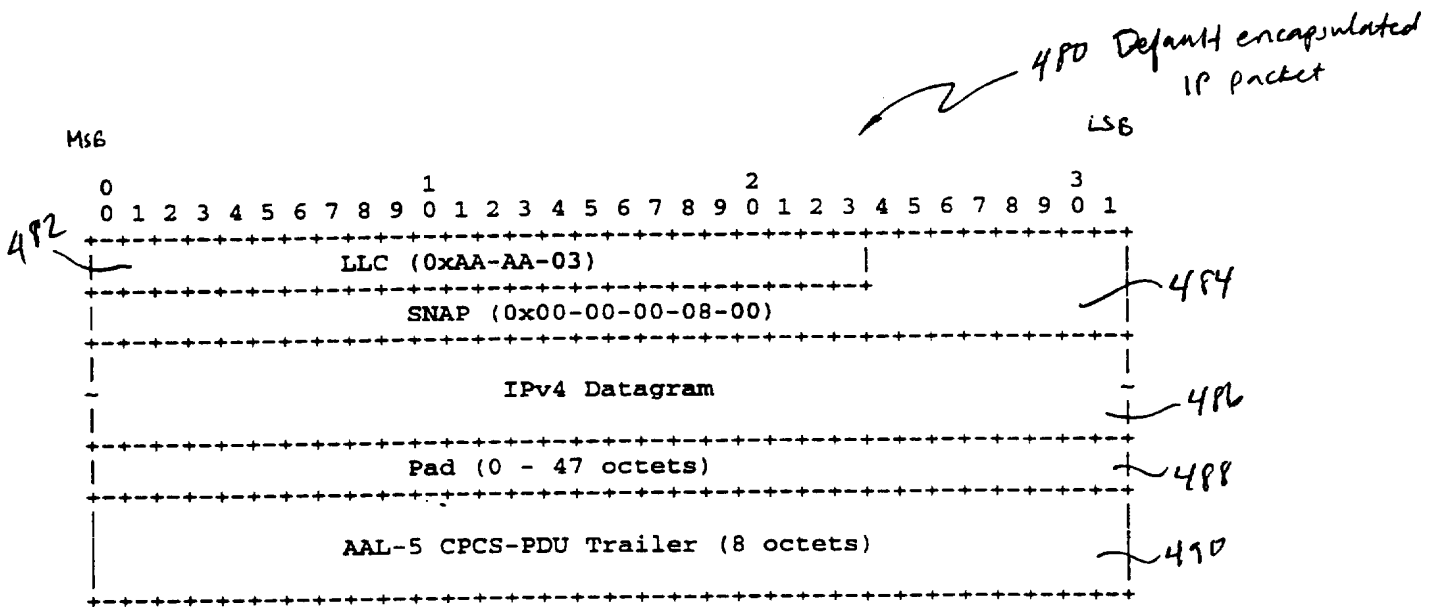 480 Default encapsulated
IP packet
MSB
LSB
0 1 2 3
0 1 2 3 4 5 6 7 8 9 0 1 2 3 4 5 6 7 8 9 0 1 2 3 4 5 6 7 8 9 0 1
482
+-+-+-+-+-+-+-+-+-+-+-+-+-+-+-+-+-+-+-+-+-+-+-+-+-+-+-+-+-+-+-+-+
| LLC (0xAA-AA-03) | |
+-+-+-+-+-+-+-+-+-+-+-+-+-+-+-+-+-+-+-+-+-+-+-+-+
484
| SNAP (0x00-00-00-08-00) |
+-+-+-+-+-+-+-+-+-+-+-+-+-+-+-+-+-+-+-+-+-+-+-+-+-+-+-+-+-+-+-+-+
| |
~ IPv4 Datagram ~
| | 486
+-+-+-+-+-+-+-+-+-+-+-+-+-+-+-+-+-+-+-+-+-+-+-+-+-+-+-+-+-+-+-+-+
| Pad (0 - 47 octets) | 488
+-+-+-+-+-+-+-+-+-+-+-+-+-+-+-+-+-+-+-+-+-+-+-+-+-+-+-+-+-+-+-+-+
| AAL-5 CPCS-PDU Trailer (8 octets) | 490
+-+-+-+-+-+-+-+-+-+-+-+-+-+-+-+-+-+-+-+-+-+-+-+-+-+-+-+-+-+-+-+-+